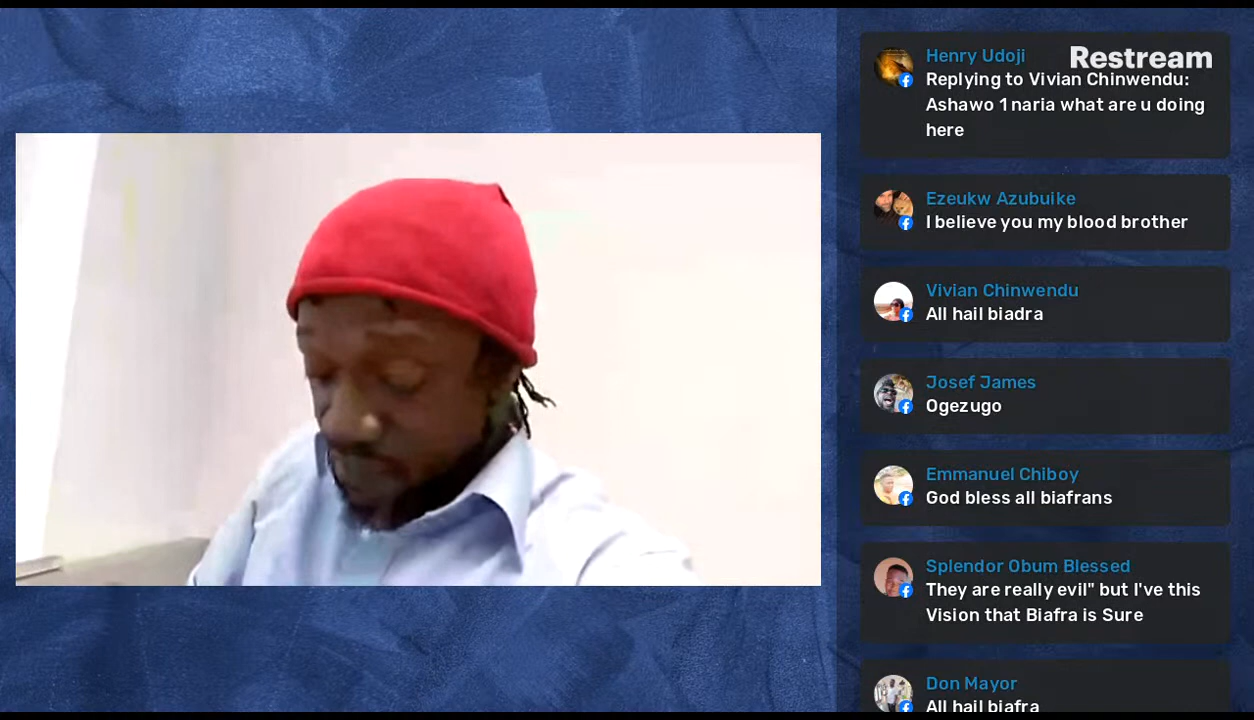 Restream
Henry Udoji
Replying to Vivian Chinwendu:
Ashawo 1 naria what are u doing
here
Ezeukw Azubuike
I believe you my blood brother
Vivian Chinwendu
All hail biadra
Josef James
Ogezugo
Emmanuel Chiboy
God bless all biafrans
Splendor Obum Blessed
They are really evil" but I've this
Vision that Biafra is Sure
Don Mayor
All hail biafra